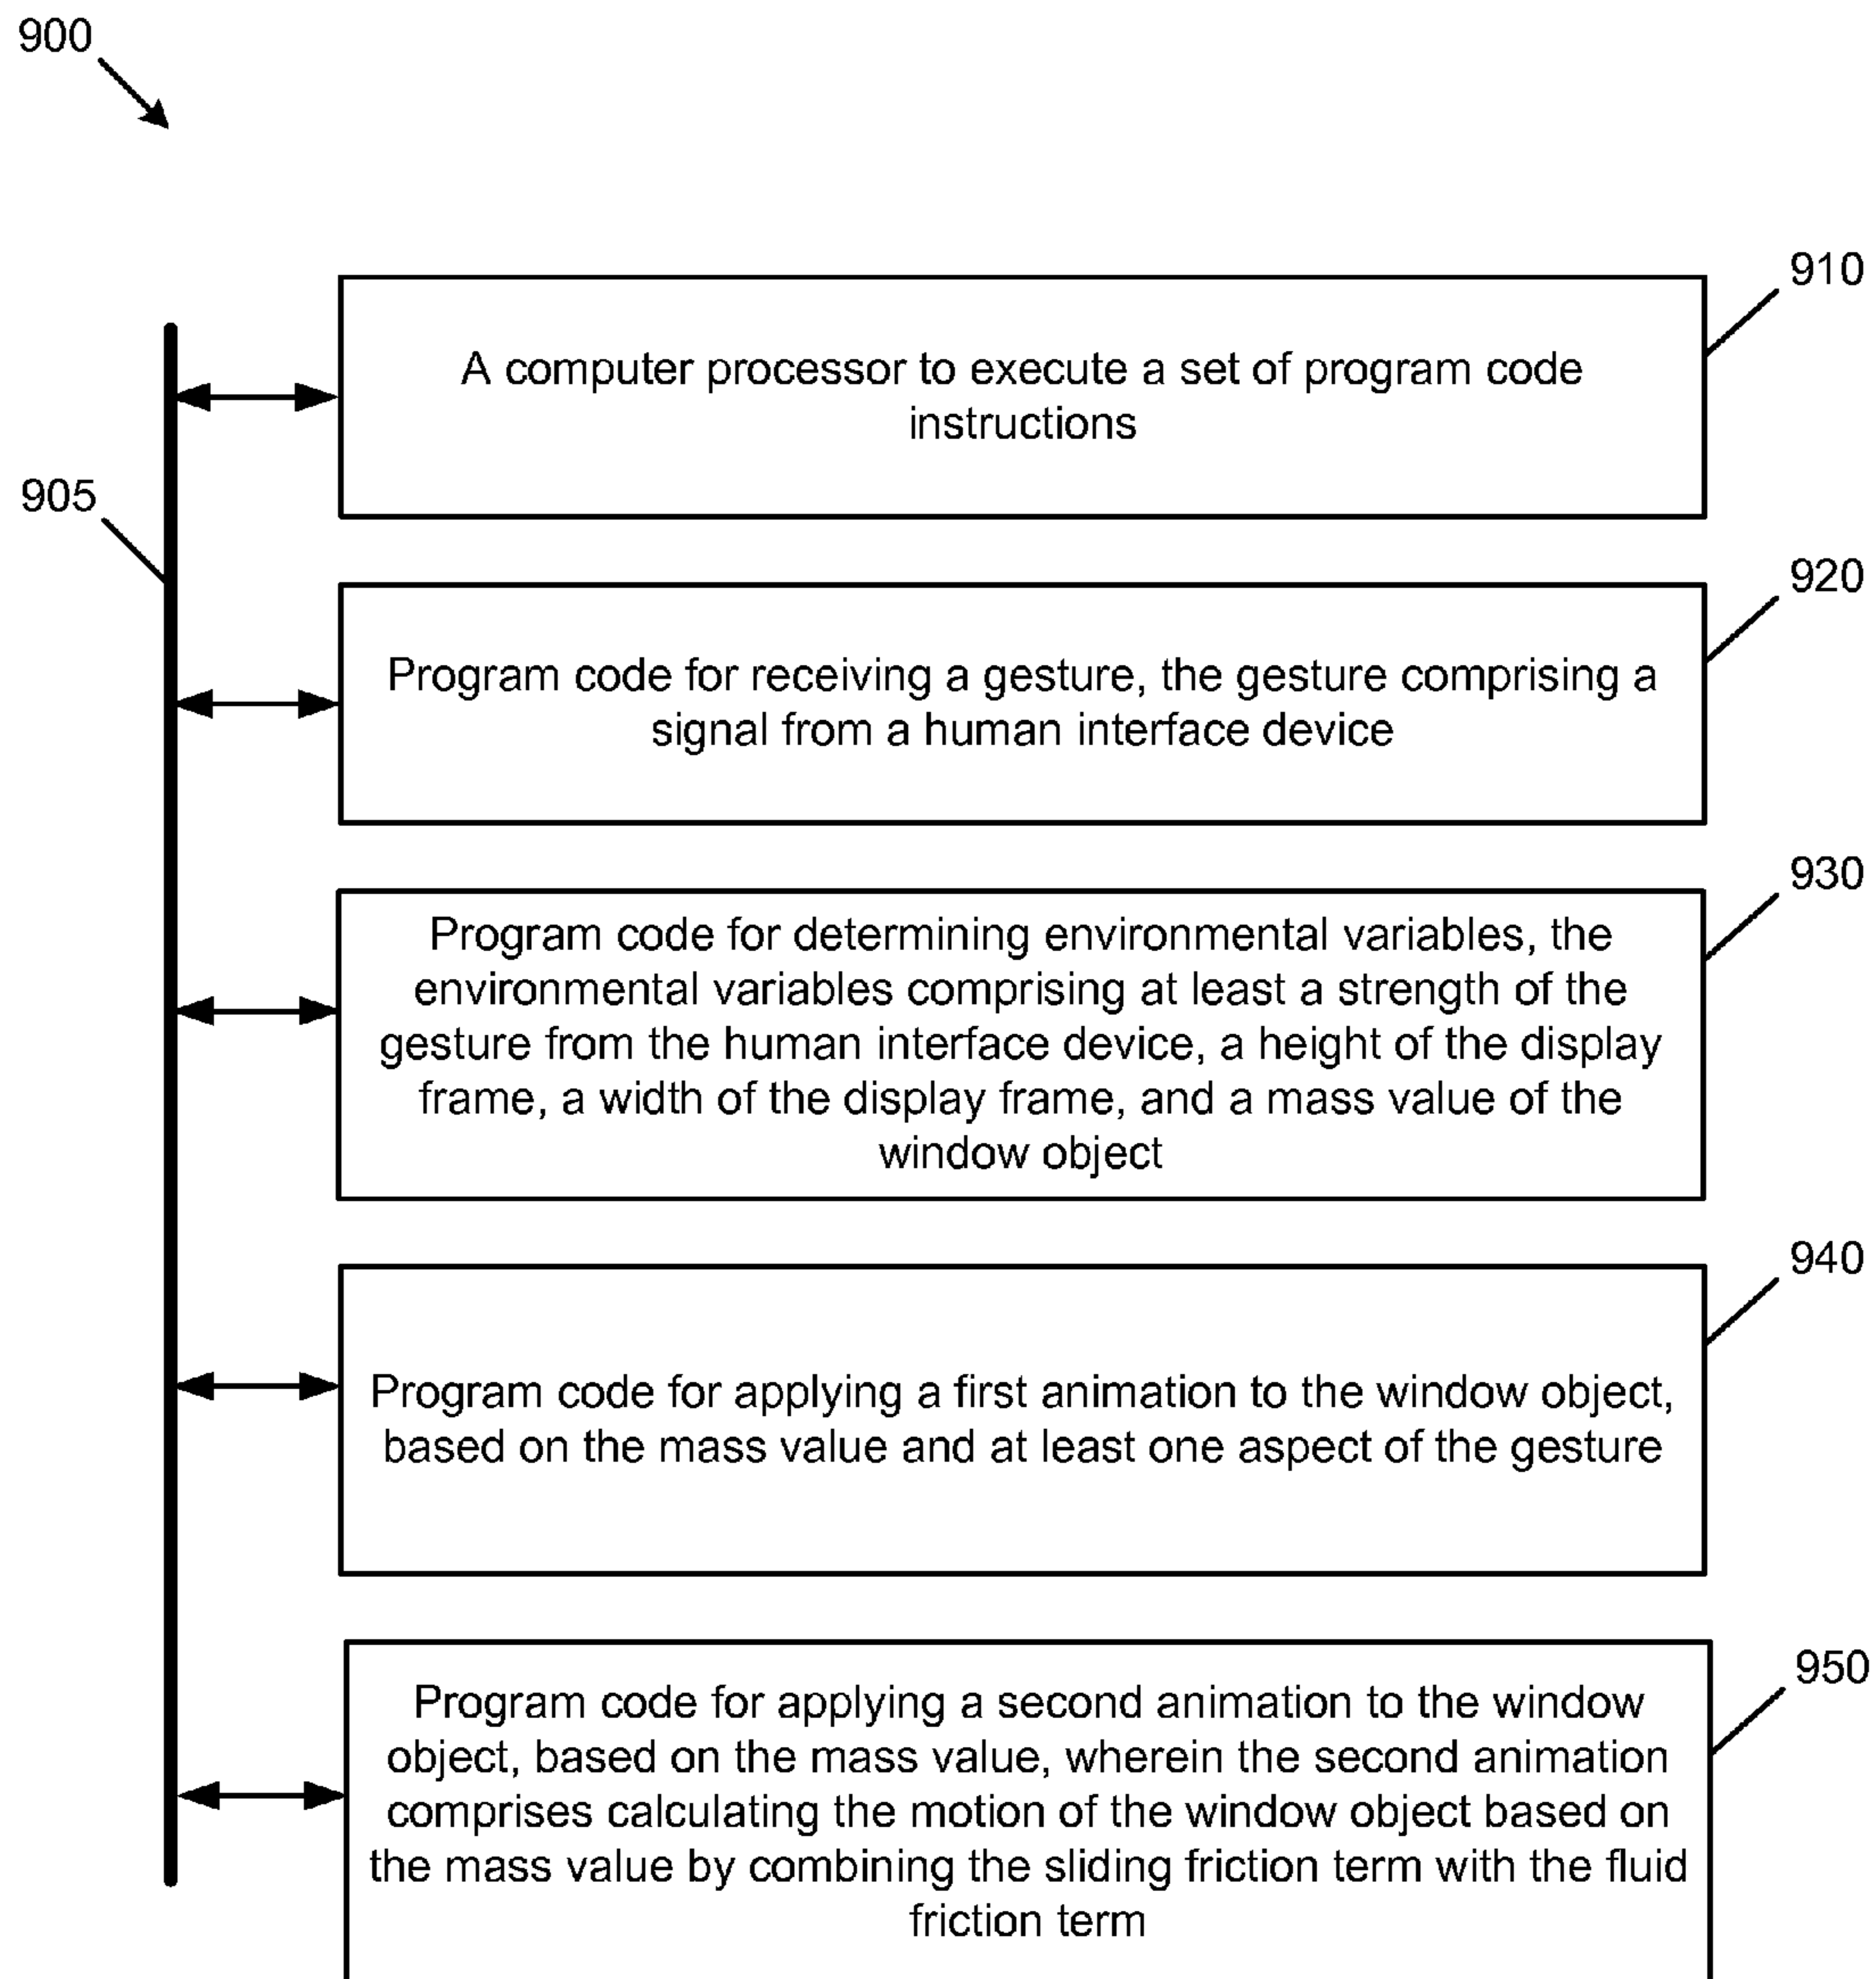 900
910
A computer processor to execute a set of program code
instructions
905
920
Program code for receiving a gesture, the gesture comprising a
signal from a human interface device
930
Program code for determining environmental variables, the
environmental variables comprising at least a strength of the
gesture from the human interface device, a height of the display
frame, a width of the display frame, and a mass value of the
window object
940
Program code for applying a first animation to the window object,
based on the mass value and at least one aspect of the gesture
950
Program code for applying a second animation to the window
object, based on the mass value, wherein the second animation
comprises calculating the motion of the window object based on
the mass value by combining the sliding friction term with the fluid
friction term